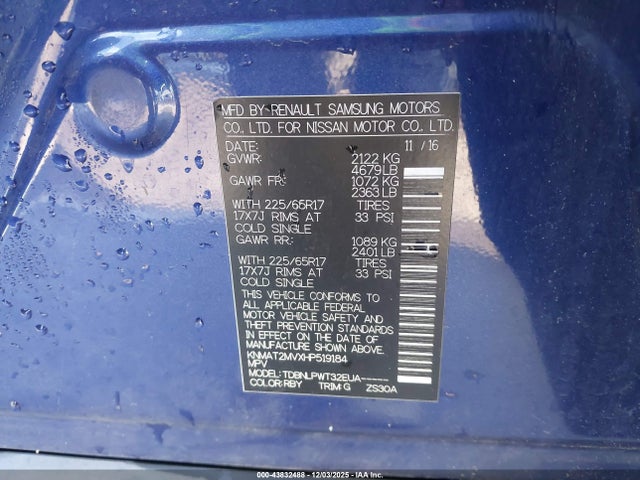 MFD BY RENAULT SAMSUNG MOTORS
CO. LTD. FOR NISSAN MOTOR CO., LTD.
DATE: 11 / 16
GVWR: 2122 KG
4679 LB
GAWR FR: 1072 KG
2363 LB
WITH 225/65R17 TIRES
17X7J RIMS AT 33 PSI
COLD SINGLE
GAWR RR: 1089 KG
2401 LB
WITH 225/65R17 TIRES
17X7J RIMS AT 33 PSI
COLD SINGLE
THIS VEHICLE CONFORMS TO
ALL APPLICABLE FEDERAL
MOTOR VEHICLE SAFETY AND
THEFT PREVENTION STANDARDS
IN EFFECT ON THE DATE OF
MANUFACTURE SHOWN ABOVE.
KNMAT2MVXHP519184
MPV
MODEL: TDBNLPWT32EUA-----
COLOR: RBY TRIM: G ZS30A
00-43832488 - 12/03/2025 - IAA Inc.